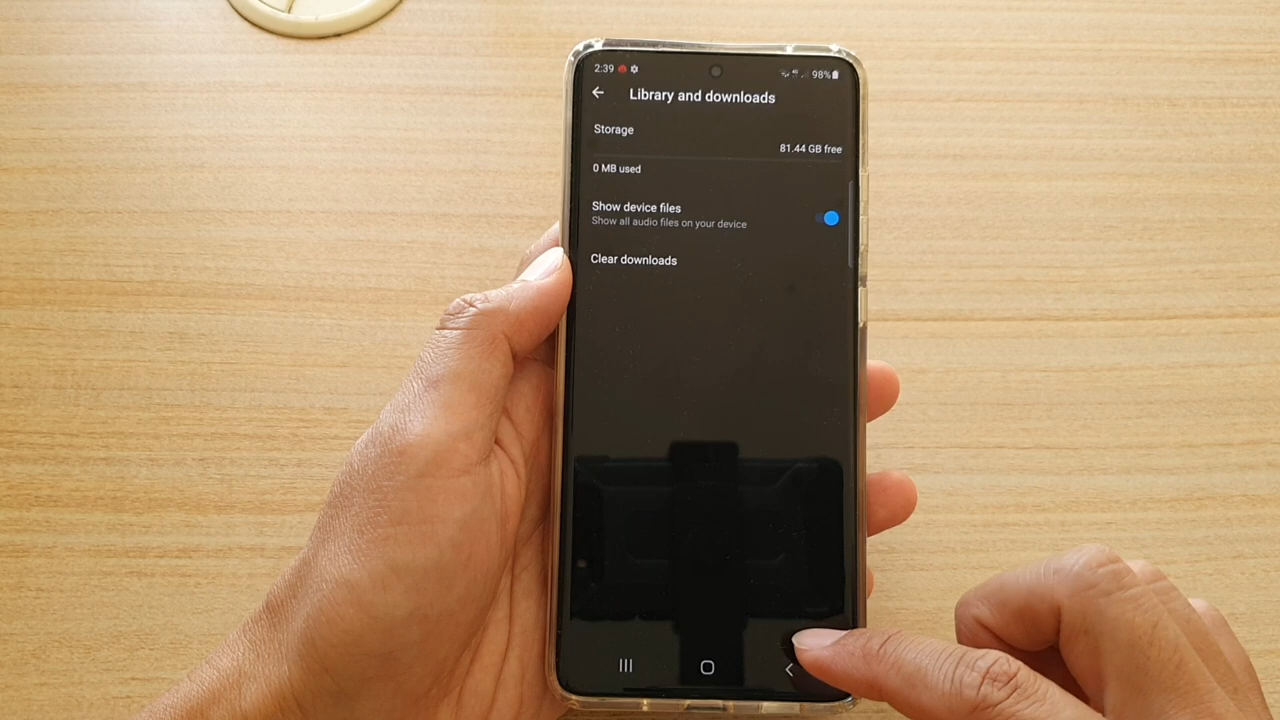 2:39
98%
Library and downloads
Storage
81.44 GB free
0 MB used
Show device files
Show all audio files on your device
Clear downloads